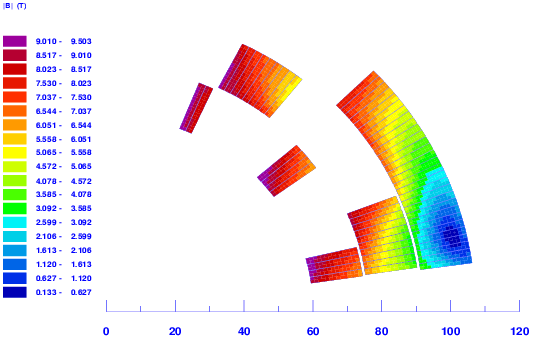 |B| (T)
9.010 - 9.503
8.517 - 9.010
8.023 - 8.517
7.530 - 8.023
7.037 - 7.530
6.544 - 7.037
6.051 - 6.544
5.558 - 6.051
5.065 - 5.558
4.572 - 5.065
4.078 - 4.572
3.585 - 4.078
3.092 - 3.585
2.599 - 3.092
2.106 - 2.599
1.613 - 2.106
1.120 - 1.613
0.627 - 1.120
0.133 - 0.627
0 20 40 60 80 100 120